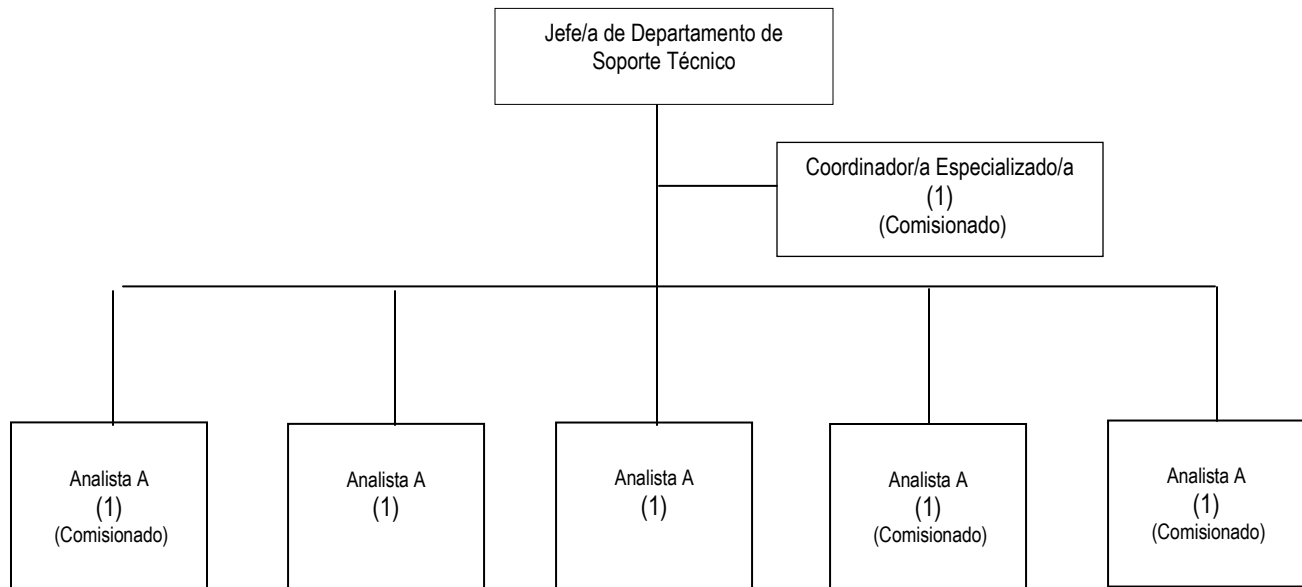 Jefe/a de Departamento de
Soporte Técnico
Coordinador/a Especializado/a
(1)
(Comisionado)
Analista A
(1)
(Comisionado)
Analista A
(1)
Analista A
(1)
Analista A
(1)
(Comisionado)
Analista A
(1)
(Comisionado)